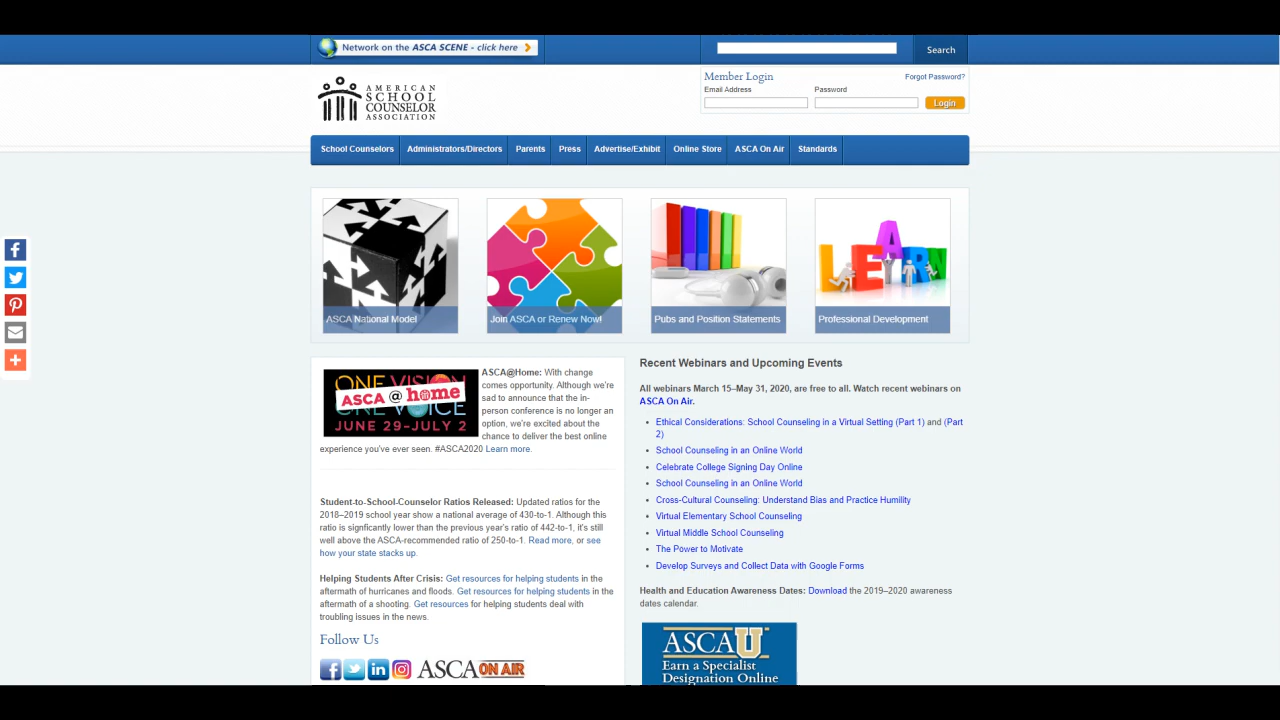 Network on the ASCA SCENE - click here
Search
AMERICAN
SCHOOL
COUNSELOR
ASSOCIATION
Member Login
Forgot Password?
Email Address
Password
Login
School Counselors
Administrators/Directors
Parents
Press
Advertise/Exhibit
Online Store
ASCA On Air
Standards
ASCA National Model
Join ASCA or Renew Now!
Pubs and Position Statements
LEARN
Professional Development
ONE VISION
ASCA @ home
ONE VOICE
JUNE 29-JULY 2
ASCA@Home: With change
comes opportunity. Although we're
sad to announce that the in-
person conference is no longer an
option, we're excited about the
chance to deliver the best online
experience you've ever seen. #ASCA2020 Learn more.
Student-to-School-Counselor Ratios Released: Updated ratios for the
2018–2019 school year show a national average of 430-to-1. Although this
ratio is signficantly lower than the previous year's ratio of 442-to-1, it's still
well above the ASCA-recommended ratio of 250-to-1. Read more, or see
how your state stacks up.
Helping Students After Crisis: Get resources for helping students in the
aftermath of hurricanes and floods. Get resources for helping students in the
aftermath of a shooting. Get resources for helping students deal with
troubling issues in the news.
Follow Us
ASCA ON AIR
Recent Webinars and Upcoming Events
All webinars March 15–May 31, 2020, are free to all. Watch recent webinars on
ASCA On Air.
• Ethical Considerations: School Counseling in a Virtual Setting (Part 1) and (Part
2)
• School Counseling in an Online World
• Celebrate College Signing Day Online
• School Counseling in an Online World
• Cross-Cultural Counseling: Understand Bias and Practice Humility
• Virtual Elementary School Counseling
• Virtual Middle School Counseling
• The Power to Motivate
• Develop Surveys and Collect Data with Google Forms
Health and Education Awareness Dates: Download the 2019–2020 awareness
dates calendar.
ASCA U
Earn a Specialist
Designation Online